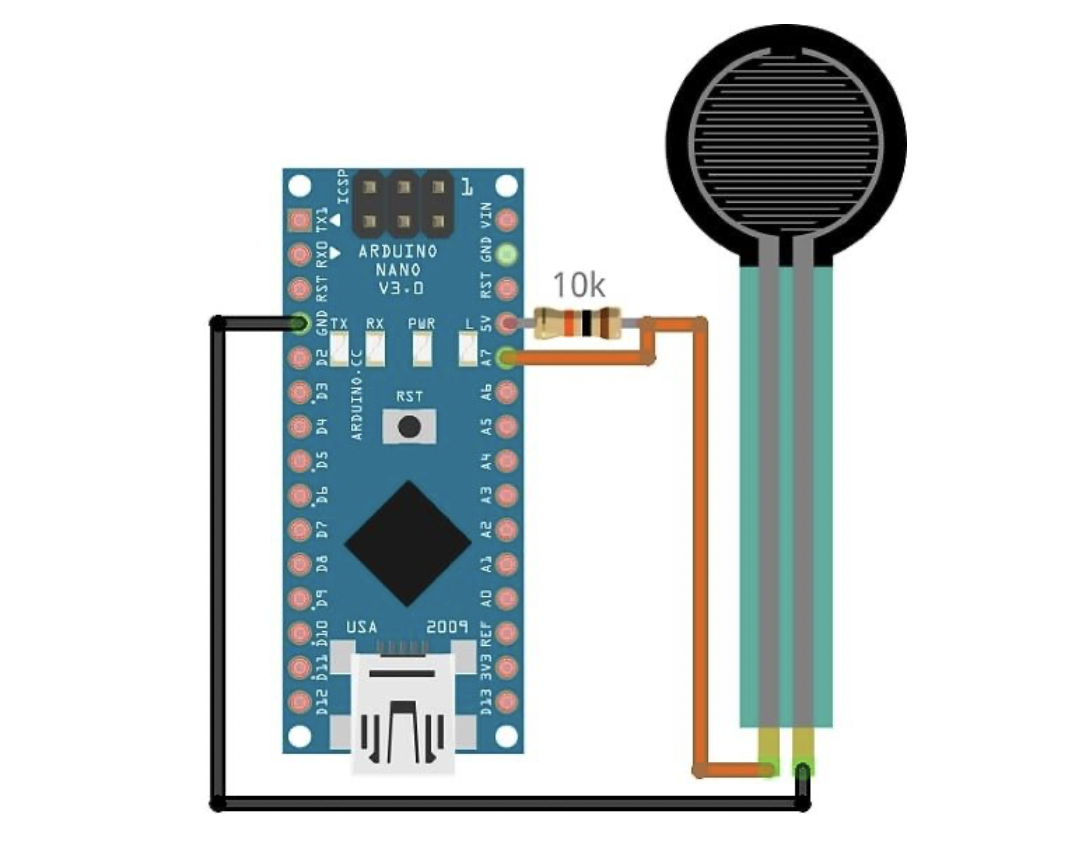 ICSP
1
TX1
RX0
RST
GND
D2
D3
D4
D5
D6
D7
D8
D9
D10
D11
D12
ARDUINO
NANO
V3.0
TX
RX
PWR
L
ARDUINO.CC
RST
USA
2009
VIN
GND
RST
5V
A7
A6
A5
A4
A3
A2
A1
A0
REF
3V3
D13
10k